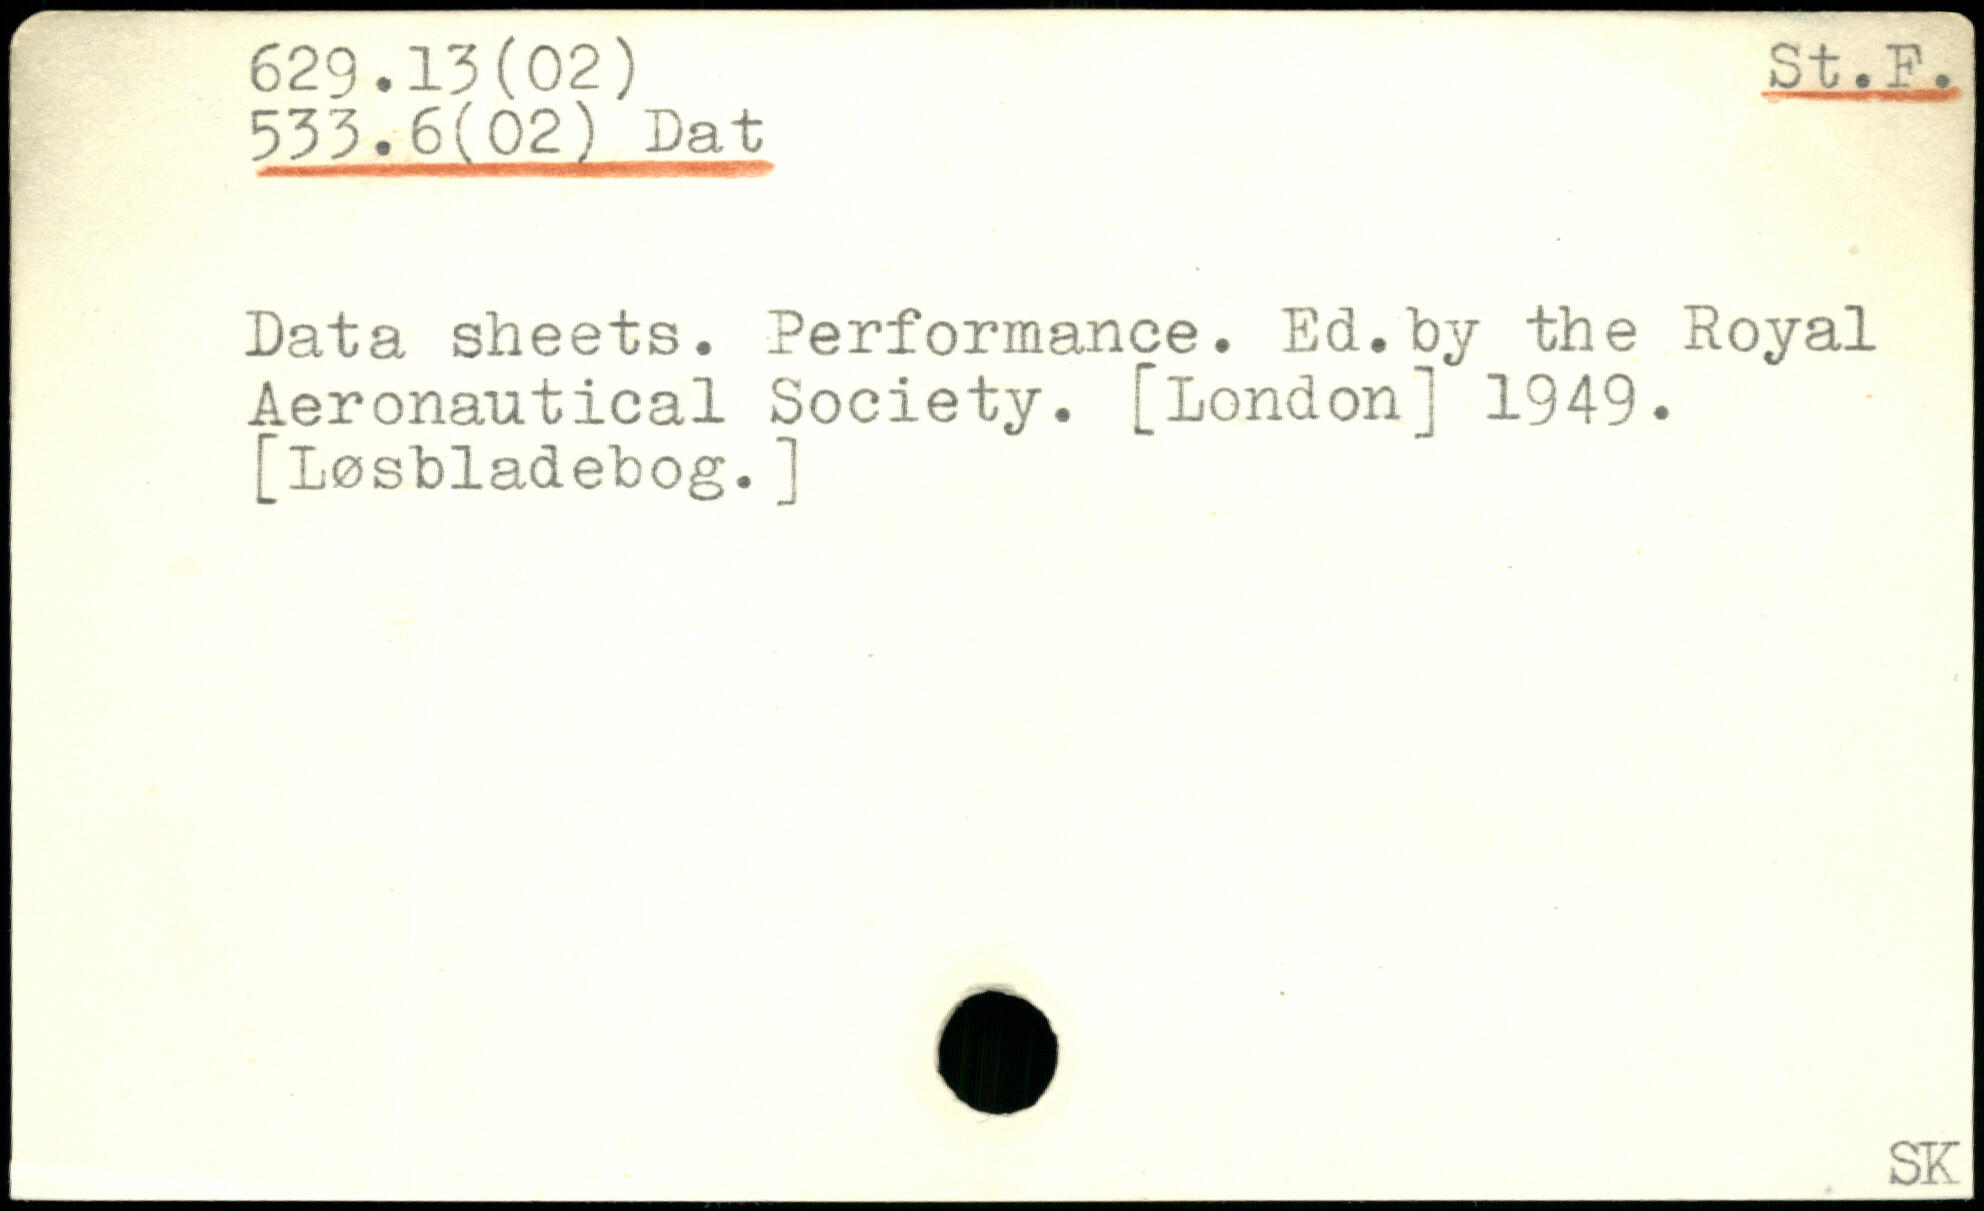 629.13(02)
St.F.
533.6(02) Dat
Data sheets. Performance. Ed.by the Royal
Aeronautical Society. [London] 1949.
[Løsbladebog.]
SK